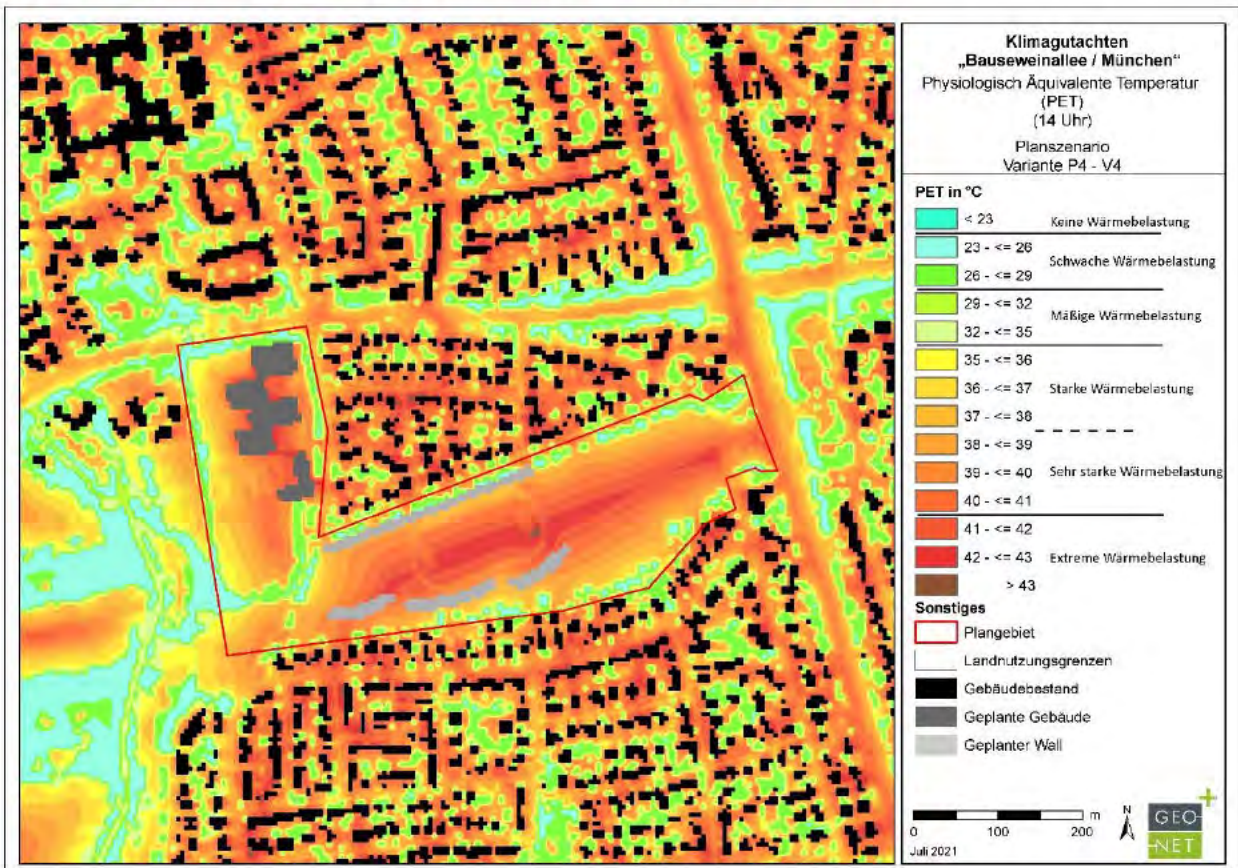 Klimagutachten
„Bauseweinallee / München“
Physiologisch Äquivalente Temperatur
(PET)
(14 Uhr)
Planszenario
Variante P4 - V4
PET in °C
< 23 Keine Wärmebelastung
23 - <= 26
Schwache Wärmebelastung
26 - <= 29
29 - <= 32
Mäßige Wärmebelastung
32 - <= 35
35 - <= 36
36 - <= 37 Starke Wärmebelastung
37 - <= 38
38 - <= 39
39 - <= 40 Sehr starke Wärmebelastung
40 - <= 41
41 - <= 42
42 - <= 43 Extreme Wärmebelastung
> 43
Sonstiges
Plangebiet
Landnutzungsgrenzen
Gebäudebestand
Geplante Gebäude
Geplanter Wall
0 100 200 m
N
GEO-
-NET
Juli 2021